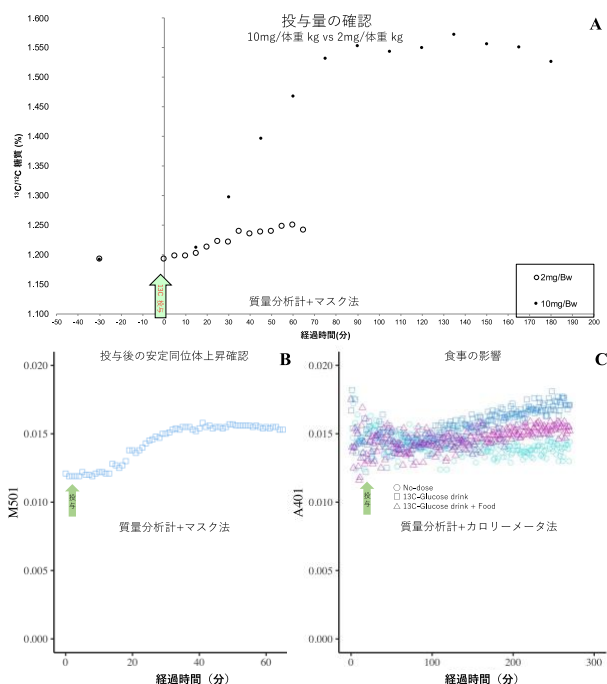 投与量の確認
A
10mg/体重 kg vs 2mg/体重 kg
1.600
1.550
1.500
1.450
1.400
1.350
1.300
1.250
1.200
1.150
1.100
¹³C/¹²C 糖質 (%)
13C 投与
質量分析計+マスク法
2mg/Bw
10mg/Bw
-50 -40 -30 -20 -10 0 10 20 30 40 50 60 70 80 90 100 110 120 130 140 150 160 170 180 190 200
経過時間(分)
投与後の安定同位体上昇確認
B
0.020
0.015
0.010
0.005
0.000
M501
投与
質量分析計+マスク法
0 20 40 60
経過時間（分）
食事の影響
C
0.020
0.015
0.010
0.005
0.000
A401
投与
No-dose
13C-Glucose drink
13C-Glucose drink + Food
質量分析計+カロリーメータ法
0 100 200 300
経過時間（分）